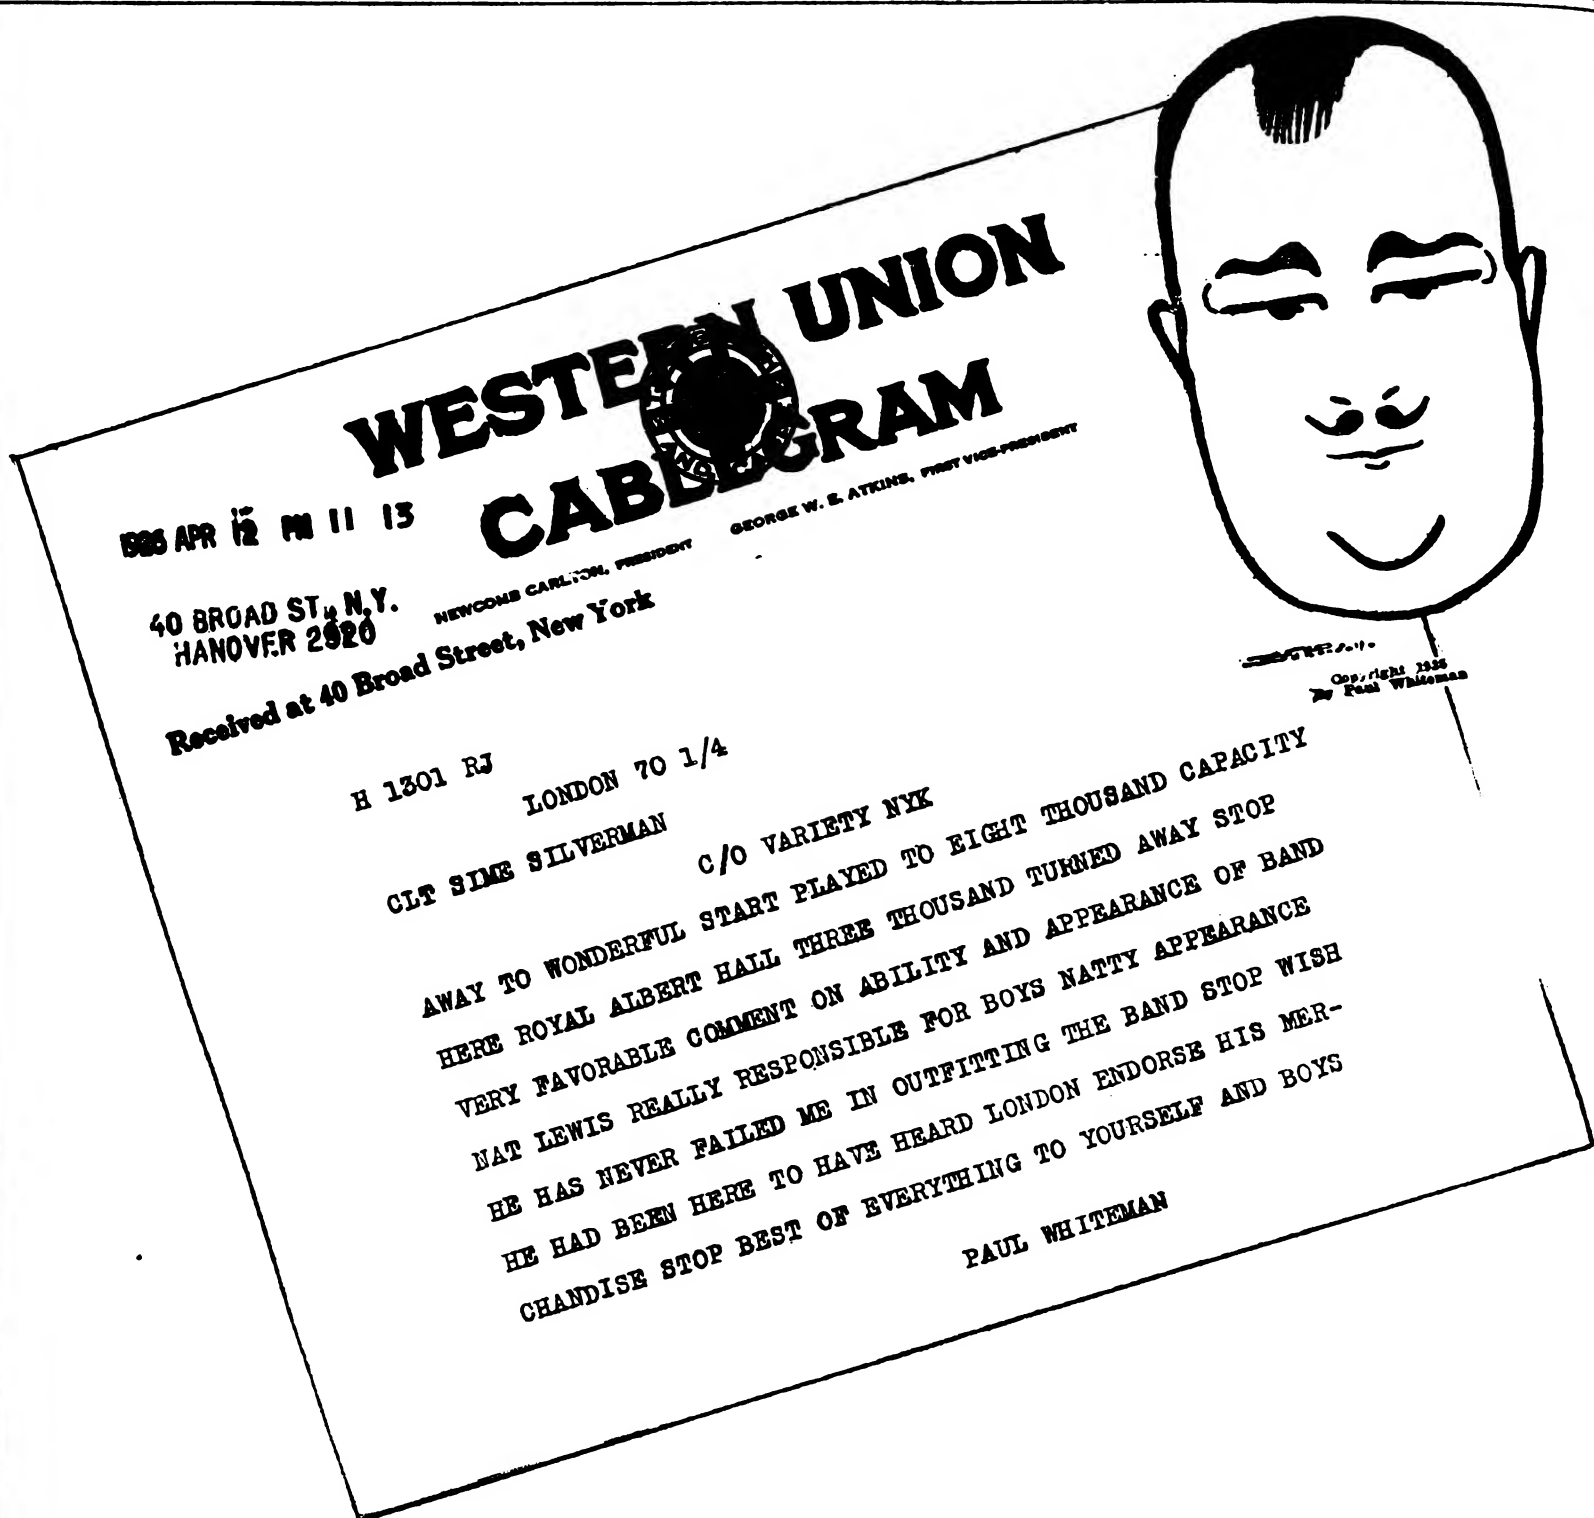 WESTERN UNION
CABLEGRAM
NEWCOMB CARLTON, PRESIDENT GEORGE W. E. ATKINS, FIRST VICE-PRESIDENT
1926 APR 12 PM 11 13
40 BROAD ST., N.Y.
HANOVER
Received at 40 Broad Street, New York
Copyright 1926
By Paul Whiteman
H 1301 RJ
LONDON 70 1/4
CLT SIME SILVERMAN
C/O VARIETY NYK
AWAY TO WONDERFUL START PLAYED TO EIGHT THOUSAND CAPACITY
HERE ROYAL ALBERT HALL THREE THOUSAND TURNED AWAY STOP
VERY FAVORABLE COMMENT ON ABILITY AND APPEARANCE OF BAND
NAT LEWIS REALLY RESPONSIBLE FOR BOYS NATTY APPEARANCE
HE HAS NEVER FAILED ME IN OUTFITTING THE BAND STOP WISH
HE HAD BEEN HERE TO HAVE HEARD LONDON ENDORSE HIS MER-
CHANDISE STOP BEST OF EVERYTHING TO YOURSELF AND BOYS
PAUL WHITEMAN